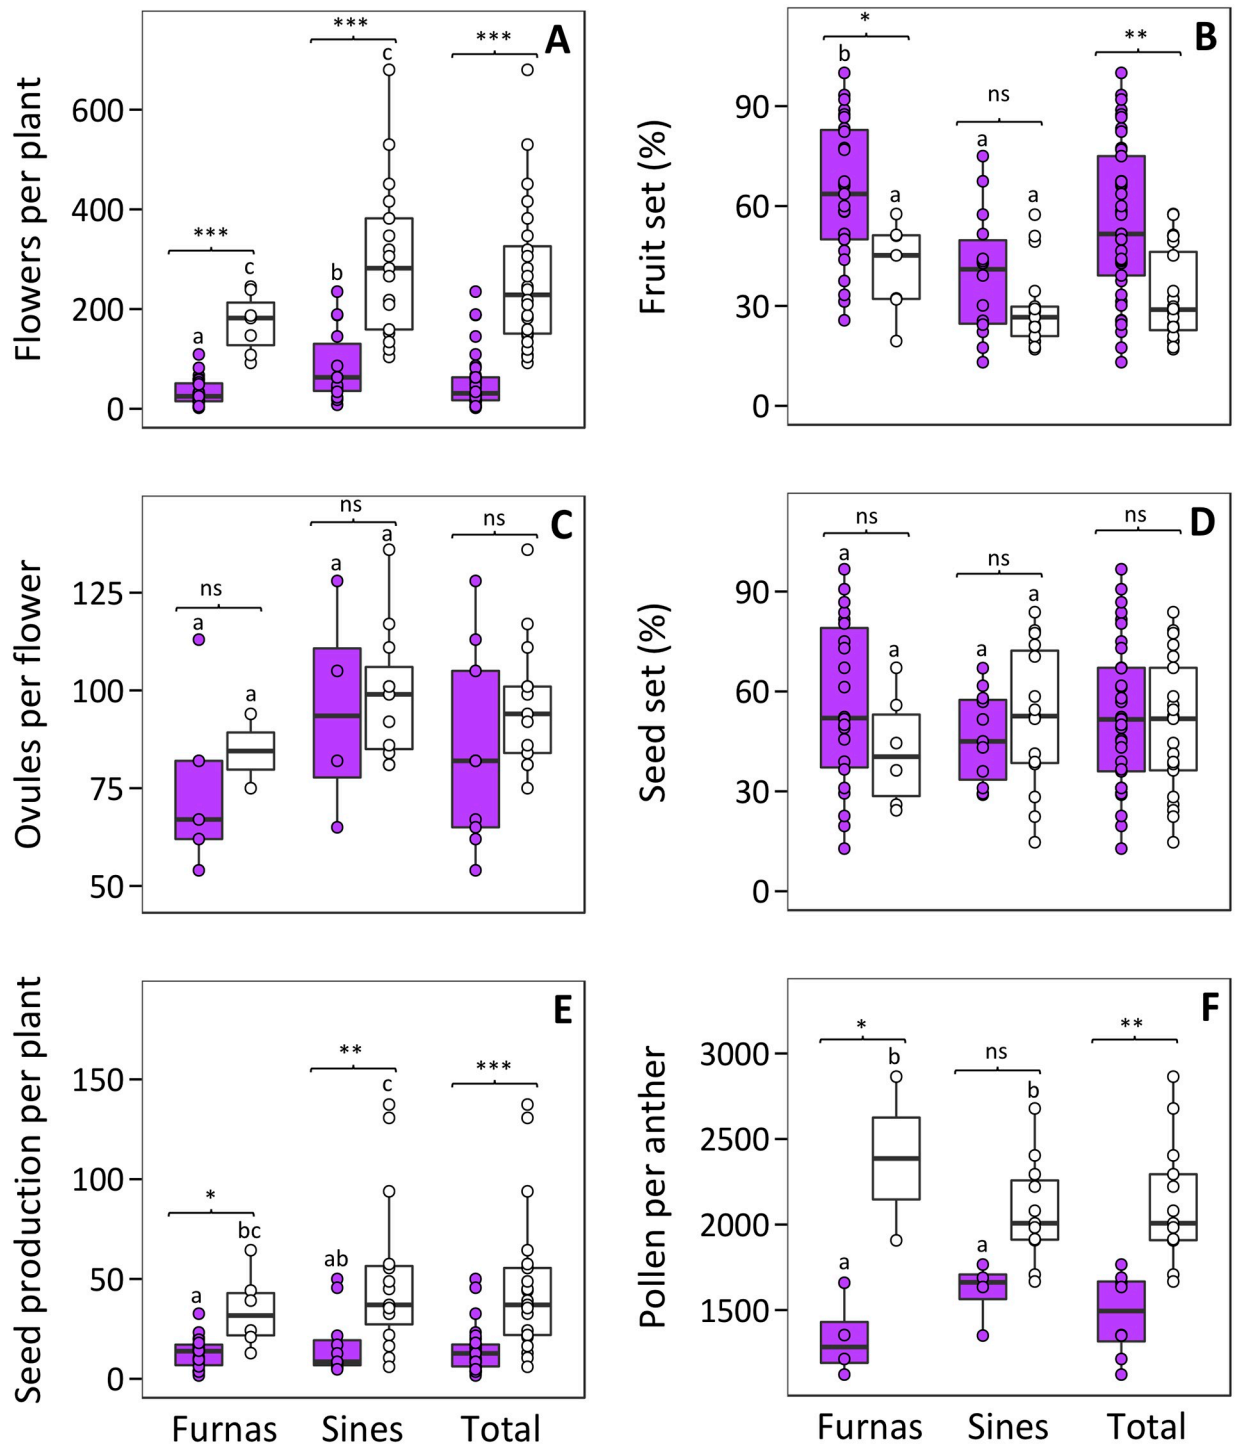 ***
***
***
A
c
***
c
b
a
Flowers per plant
600
400
200
0
*
**
B
b
ns
a
a
a
Fruit set (%)
90
60
30
0
ns
ns
C
a
a
ns
a
a
Ovules per flower
125
100
75
50
ns
ns
D
a
ns
a
a
a
Seed set (%)
90
60
30
0
E
**
***
c
*
bc
ab
a
Seed production per plant
150
100
50
0
Furnas Sines Total
F
*
**
b
ns
b
a
a
Pollen per anther
3000
2500
2000
1500
Furnas Sines Total